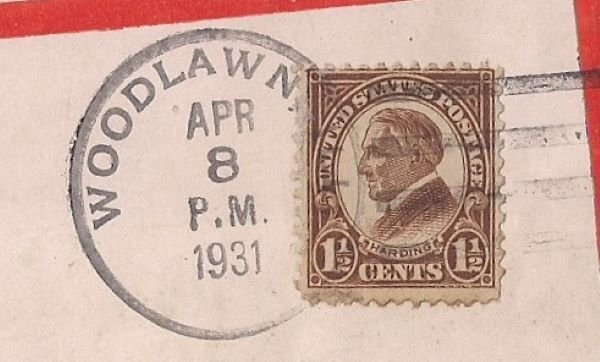 WOODLAWN,
APR
8
P.M.
1931
UNITED STATES POSTAGE
HARDING
1½ CENTS 1½